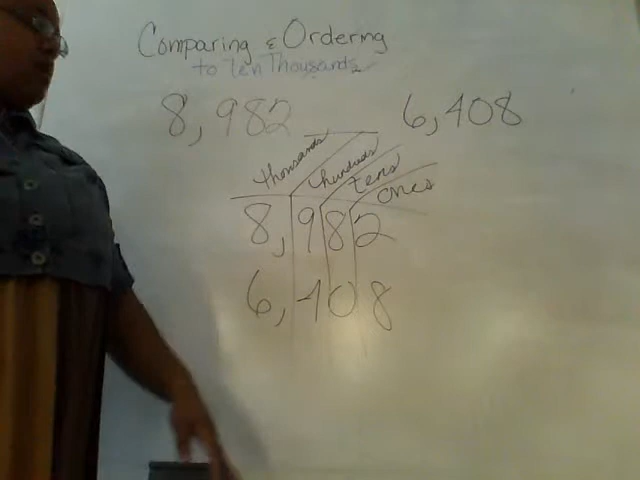 Comparing & Ordering
to Ten Thousands
8,982 6,408
thousands hundreds tens ones
8,982
6,408